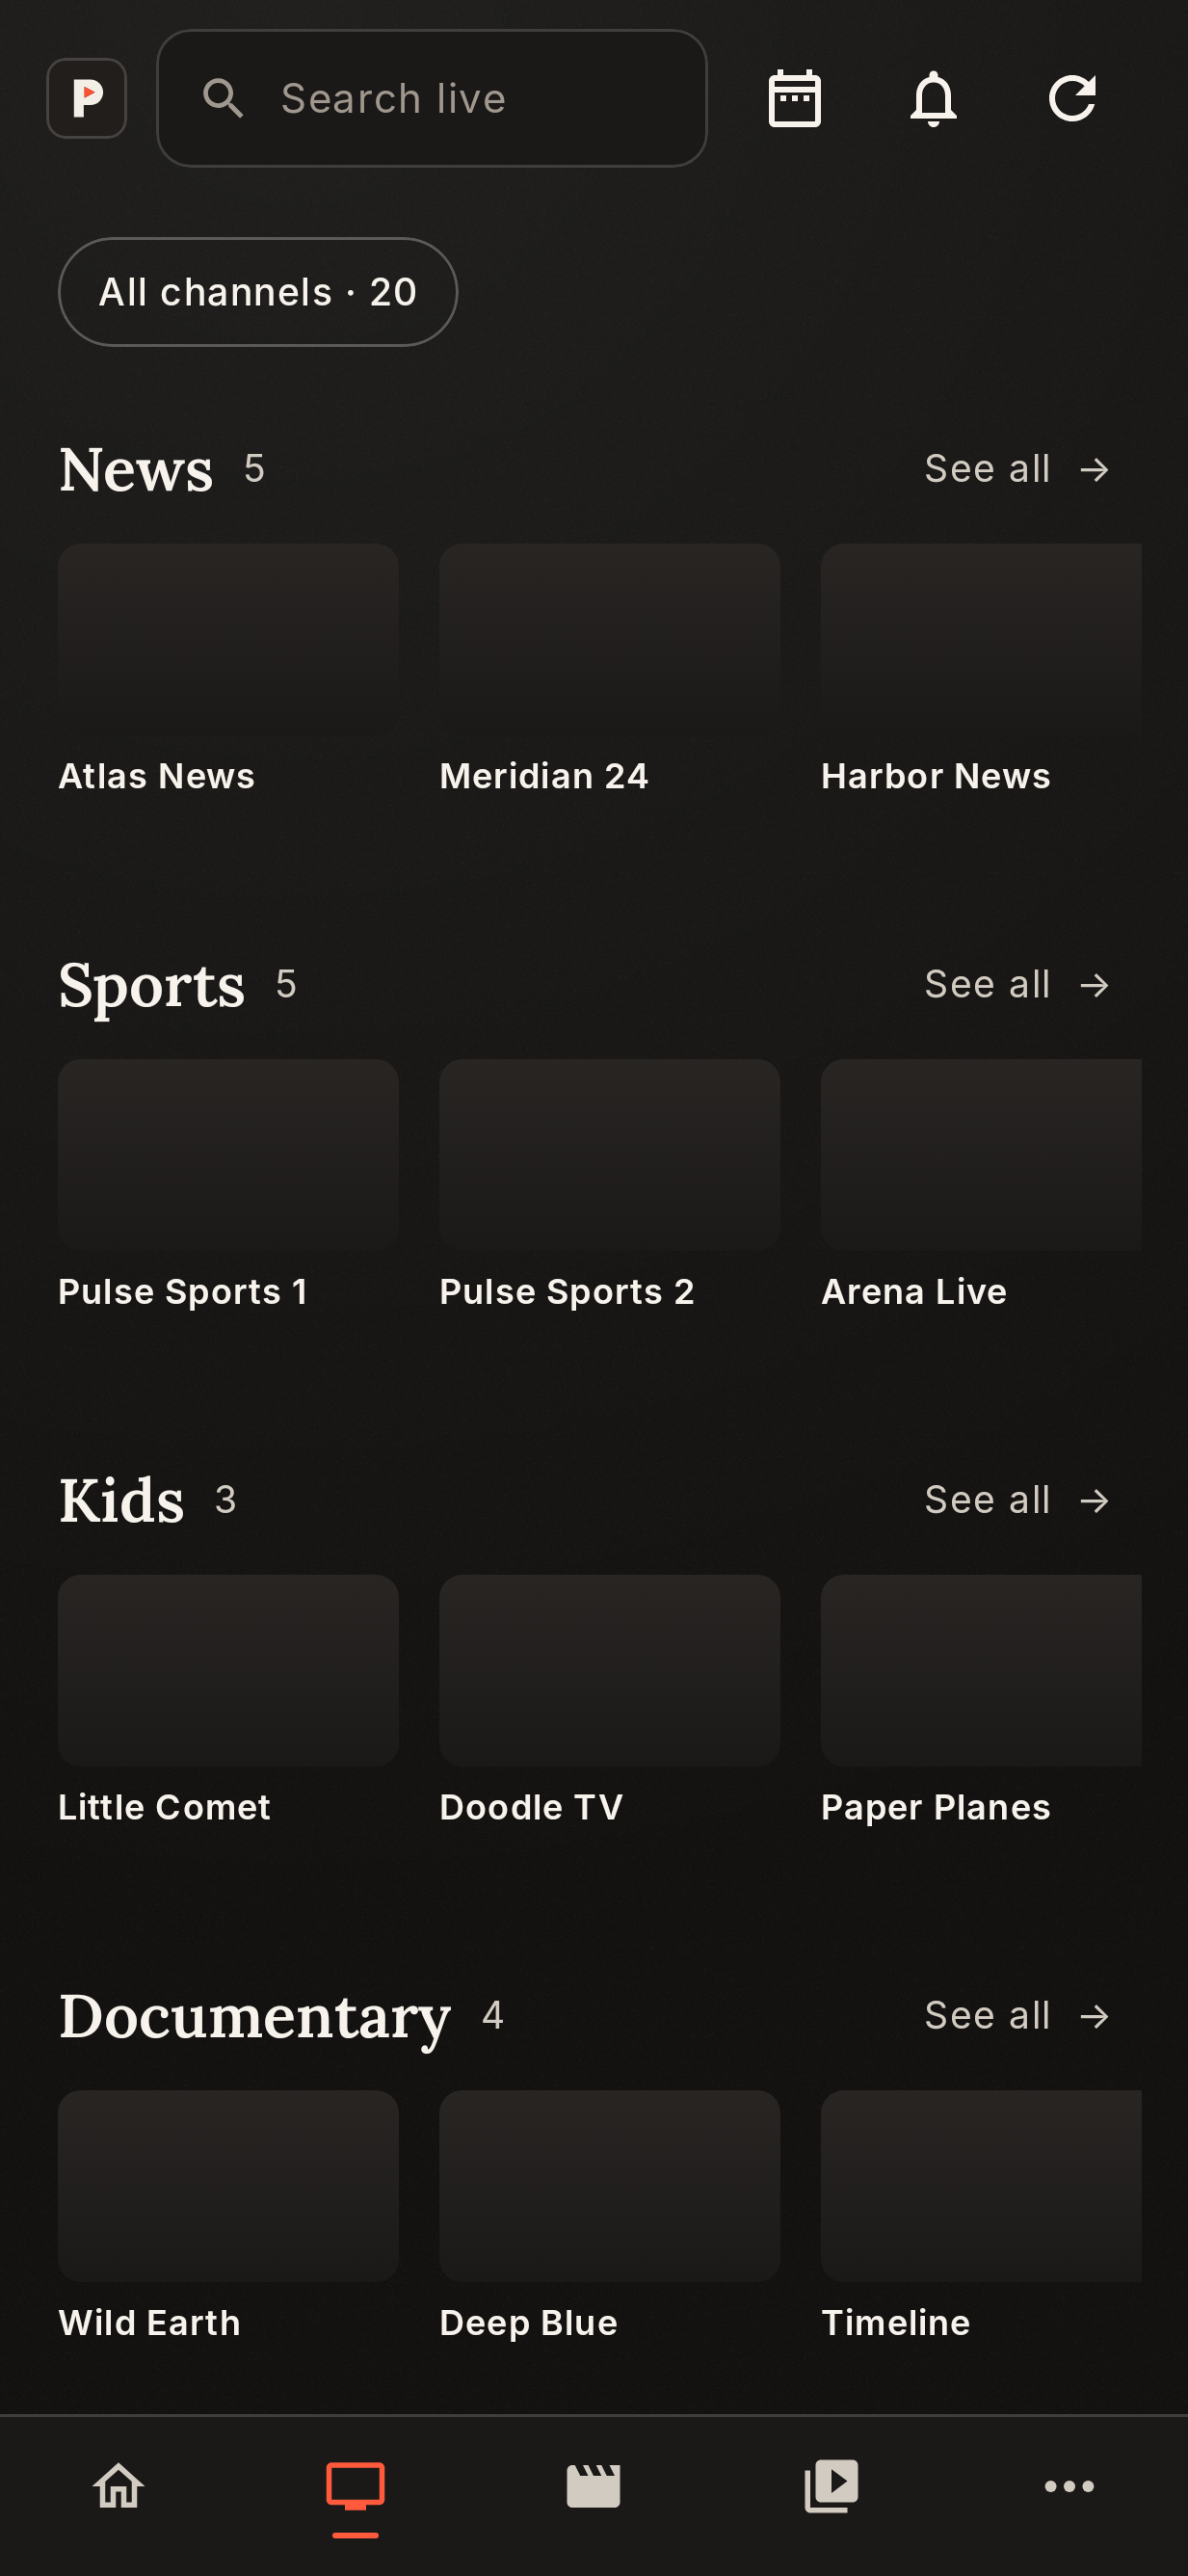 P
Search live
All channels · 20
News 5 See all →
Atlas News Meridian 24 Harbor News
Sports 5 See all →
Pulse Sports 1 Pulse Sports 2 Arena Live
Kids 3 See all →
Little Comet Doodle TV Paper Planes
Documentary 4 See all →
Wild Earth Deep Blue Timeline